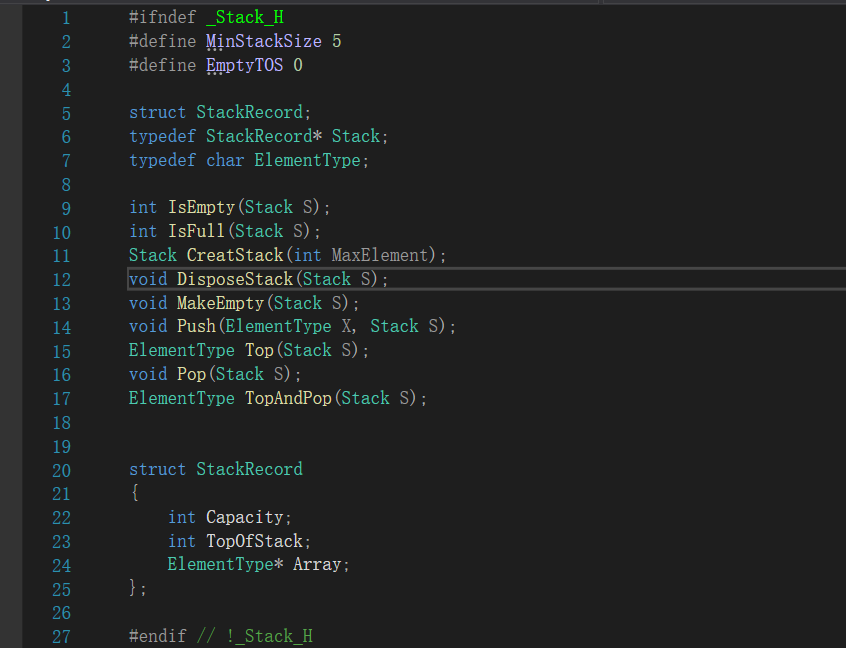 1 #ifndef _Stack_H
2 #define MinStackSize 5
3 #define EmptyTOS 0
4
5 struct StackRecord;
6 typedef StackRecord* Stack;
7 typedef char ElementType;
8
9 int IsEmpty(Stack S);
10 int IsFull(Stack S);
11 Stack CreatStack(int MaxElement);
12 void DisposeStack(Stack S);
13 void MakeEmpty(Stack S);
14 void Push(ElementType X, Stack S);
15 ElementType Top(Stack S);
16 void Pop(Stack S);
17 ElementType TopAndPop(Stack S);
18
19
20 struct StackRecord
21 {
22     int Capacity;
23     int TopOfStack;
24     ElementType* Array;
25 };
26
27 #endif // !_Stack_H